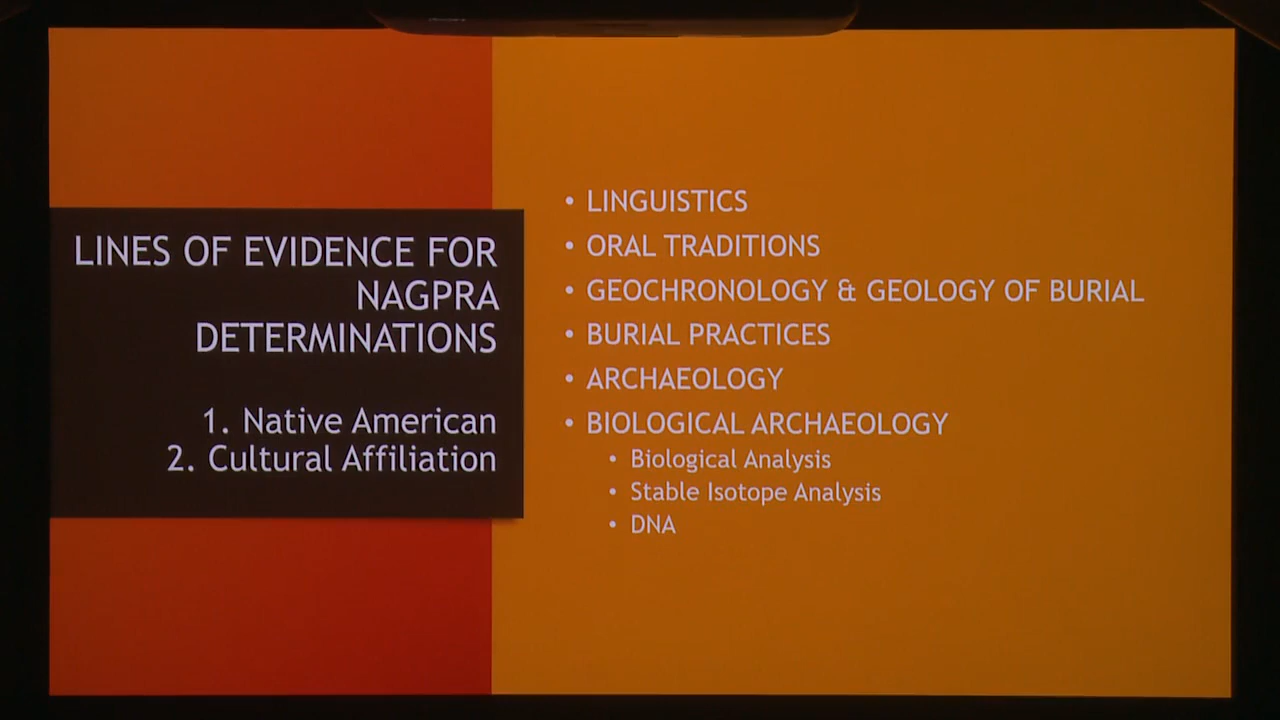 LINES OF EVIDENCE FOR
NAGPRA
DETERMINATIONS
1. Native American
2. Cultural Affiliation
• LINGUISTICS
• ORAL TRADITIONS
• GEOCHRONOLOGY & GEOLOGY OF BURIAL
• BURIAL PRACTICES
• ARCHAEOLOGY
• BIOLOGICAL ARCHAEOLOGY
• Biological Analysis
• Stable Isotope Analysis
• DNA